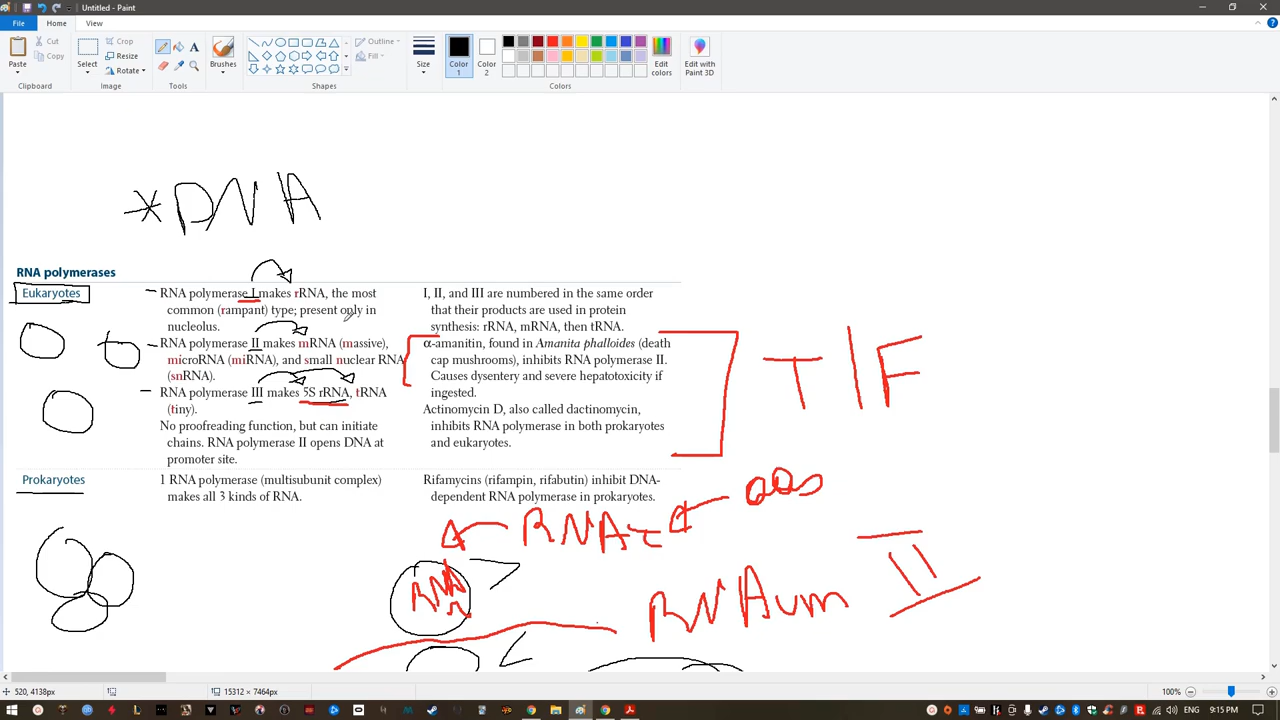 Untitled - Paint
File Home View
Paste
Cut
Copy
Clipboard
Select
Crop
Resize
Rotate
Image
Tools
Brushes
Shapes
Outline
Fill
Size
Color 1
Color 2
Colors
Edit colors
Edit with Paint 3D
*DNA
RNA polymerases
Eukaryotes
RNA polymerase I makes rRNA, the most
common (rampant) type; present only in
nucleolus.
RNA polymerase II makes mRNA (massive),
microRNA (miRNA), and small nuclear RNA
(snRNA).
RNA polymerase III makes 5S rRNA, tRNA
(tiny).
No proofreading function, but can initiate
chains. RNA polymerase II opens DNA at
promoter site.
I, II, and III are numbered in the same order
that their products are used in protein
synthesis: rRNA, mRNA, then tRNA.
α-amanitin, found in Amanita phalloides (death
cap mushrooms), inhibits RNA polymerase II.
Causes dysentery and severe hepatotoxicity if
ingested.
Actinomycin D, also called dactinomycin,
inhibits RNA polymerase in both prokaryotes
and eukaryotes.
T/F
Prokaryotes
1 RNA polymerase (multisubunit complex)
makes all 3 kinds of RNA.
Rifamycins (rifampin, rifabutin) inhibit DNA-
dependent RNA polymerase in prokaryotes.
RNA
RNA
II
520, 4138px
15312 × 7464px
100%
9:15 PM